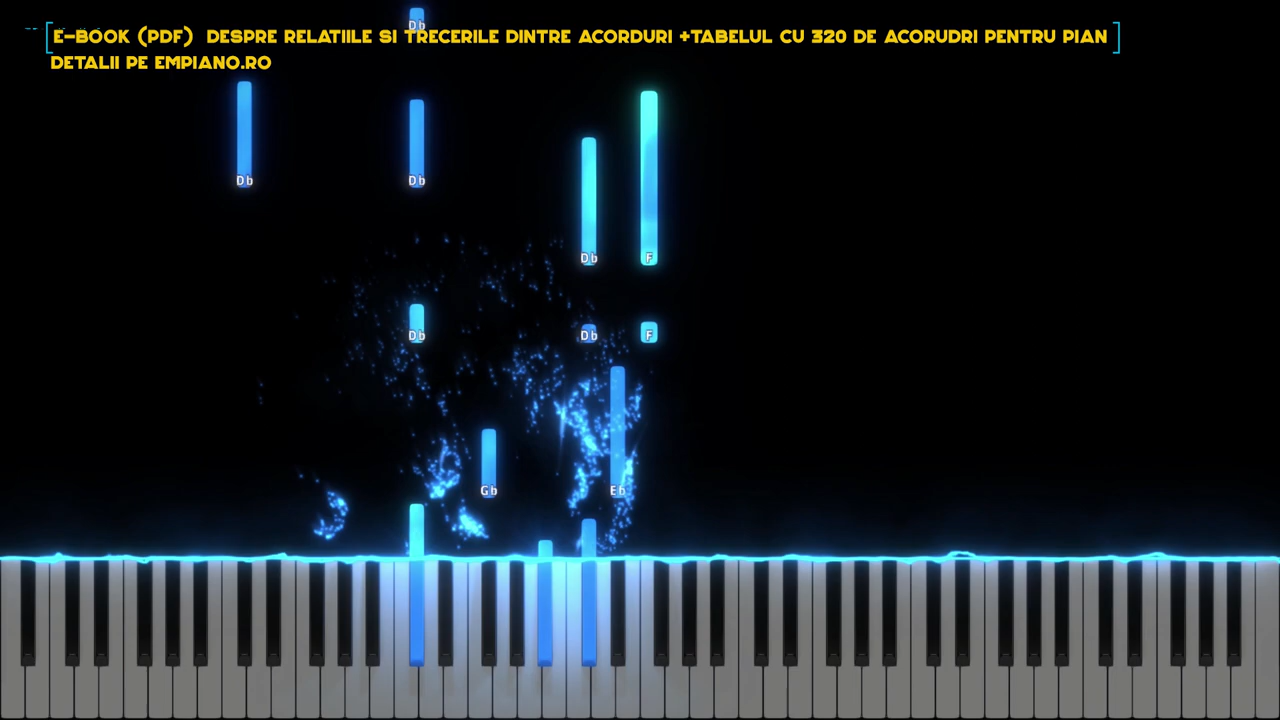 E-BOOK (PDF) DESPRE RELATIILE SI TRECERILE DINTRE ACORDURI +TABELUL CU 320 DE ACORUDRI PENTRU PIAN
DETALII PE EMPIANO.RO
Db
Db Db
Db F
Db Db F
Gb Eb